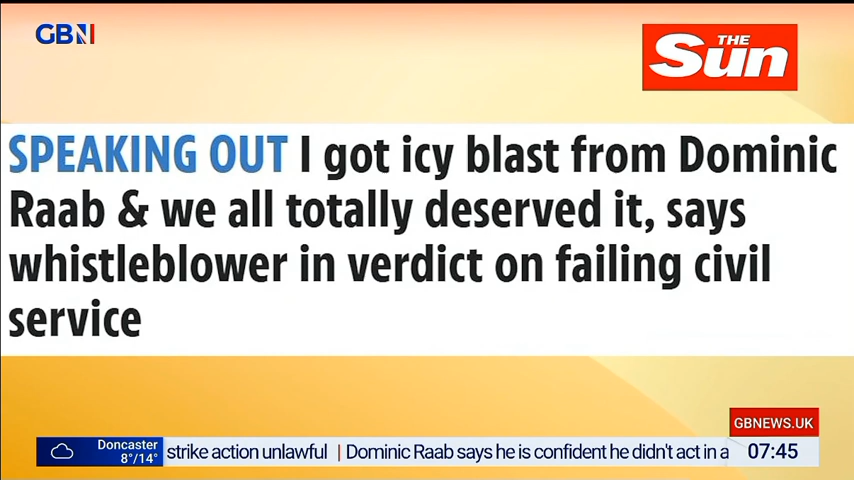 GBN
THE
Sun
SPEAKING OUT I got icy blast from Dominic
Raab & we all totally deserved it, says
whistleblower in verdict on failing civil
service
GBNEWS.UK
Doncaster
8°/14°
strike action unlawful | Dominic Raab says he is confident he didn't act in a
07:45